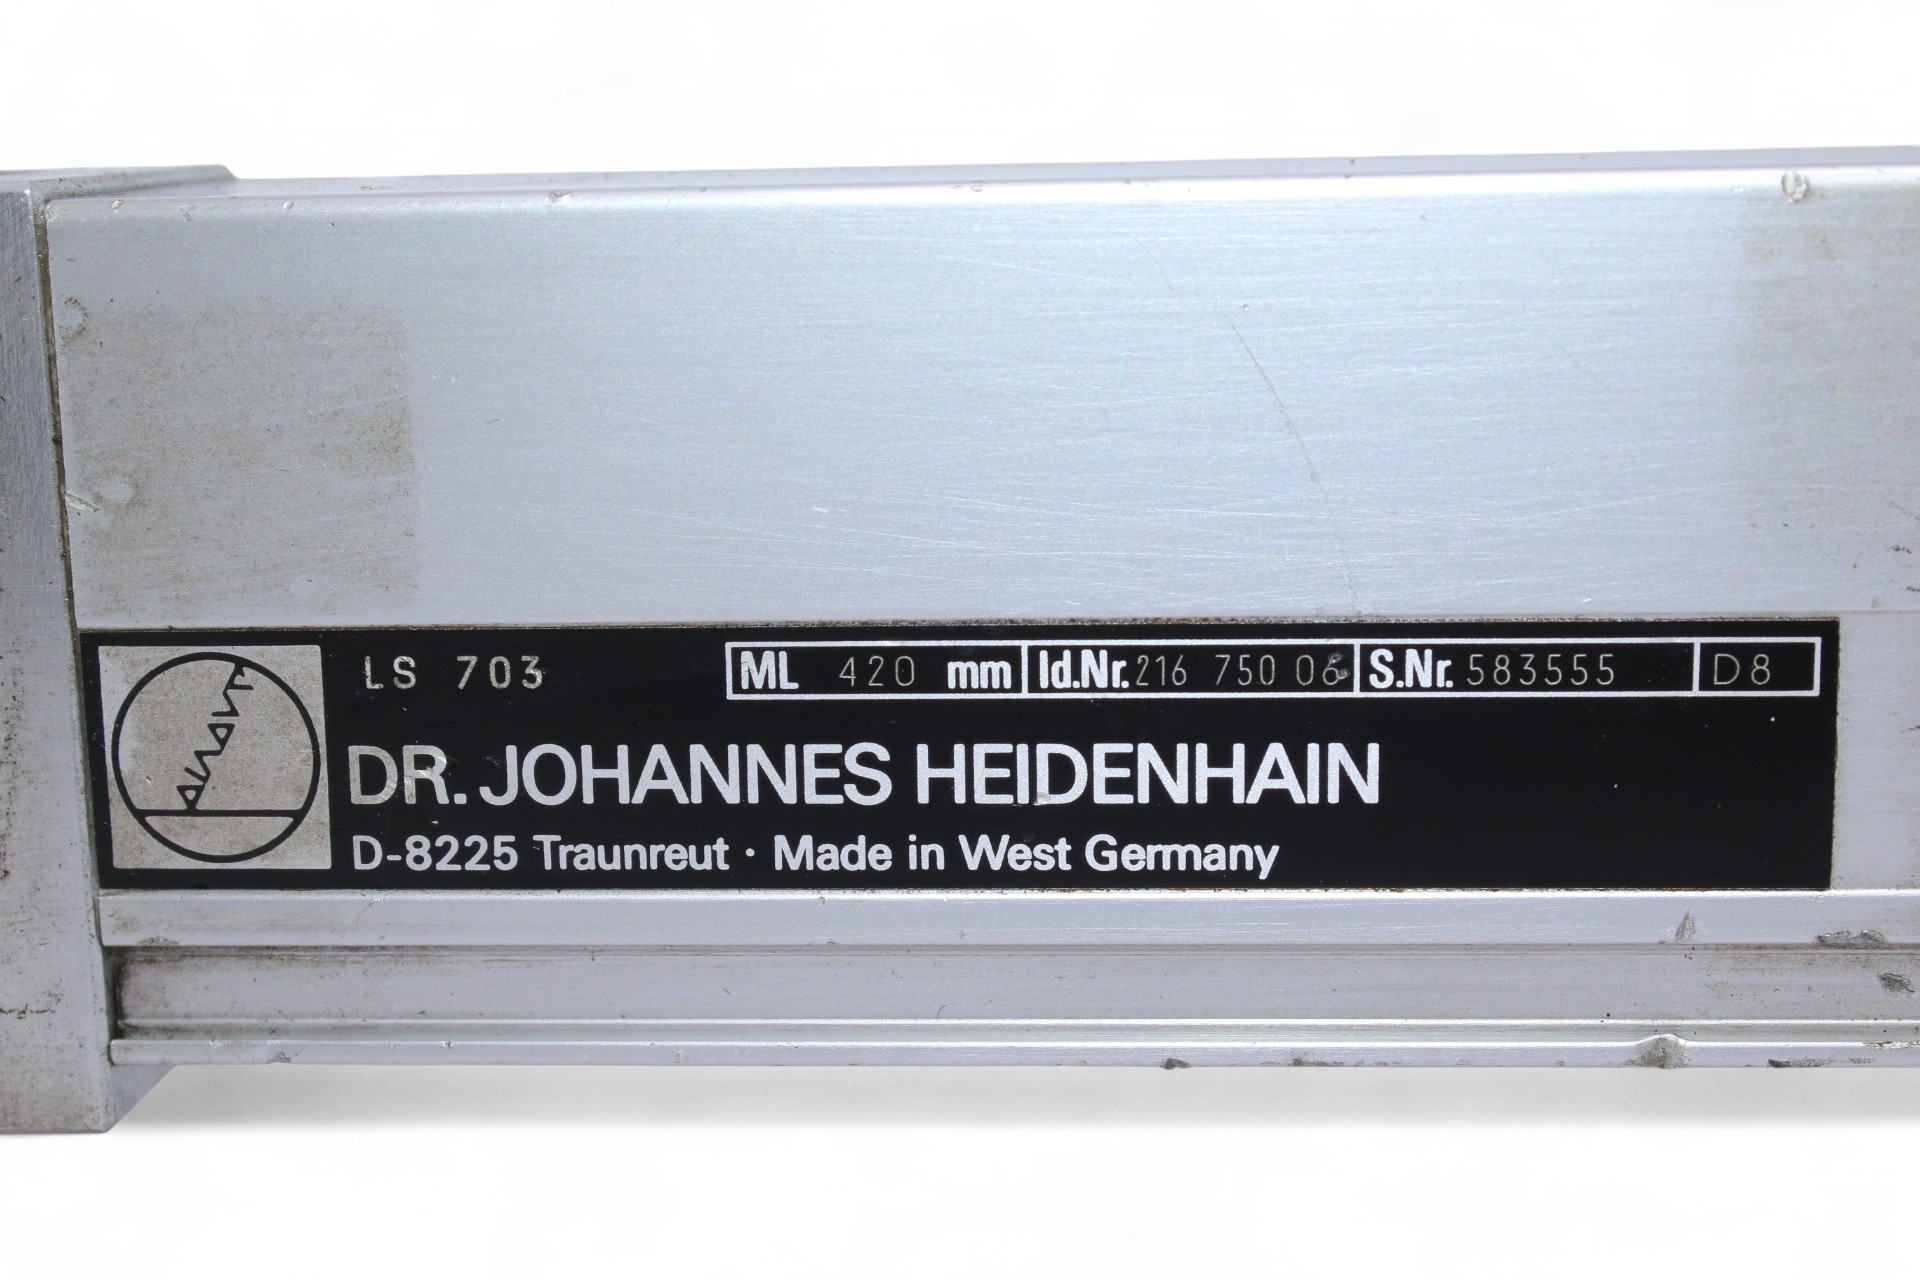 LS 703 ML 420 mm Id.Nr. 216 750 06 S.Nr. 583555 D8
DR. JOHANNES HEIDENHAIN
D-8225 Traunreut · Made in West Germany